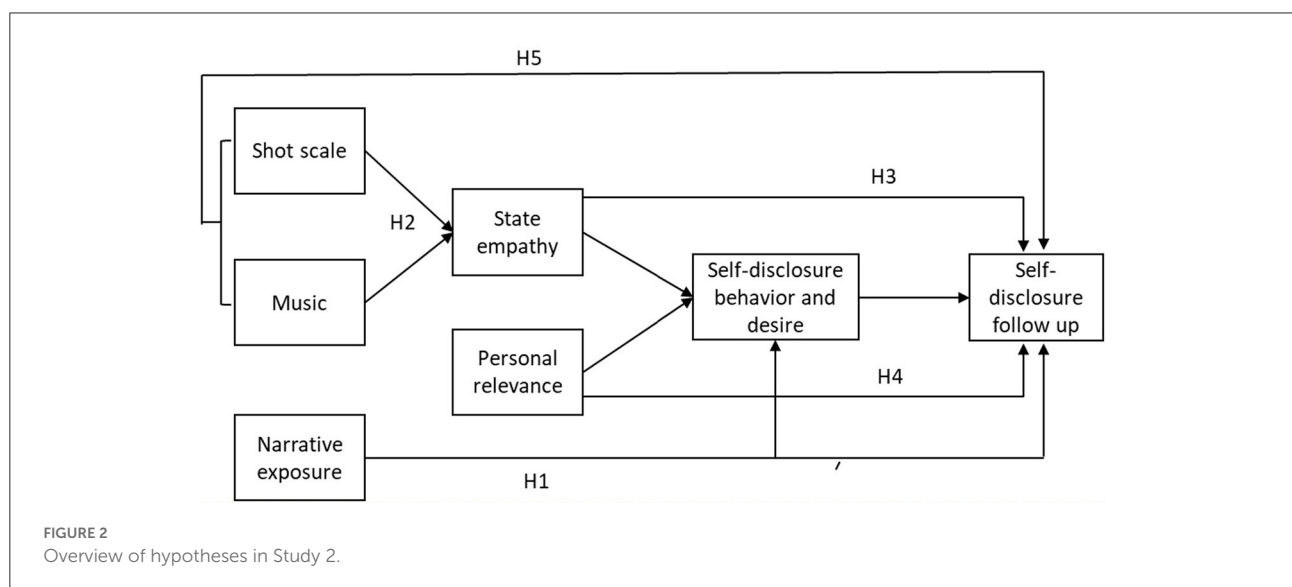 H5
Shot scale
H2
Music
State
empathy
H3
Self-disclosure
behavior and
desire
Self-
disclosure
follow up
Personal
relevance
H4
Narrative
exposure
H1
FIGURE 2
Overview of hypotheses in Study 2.